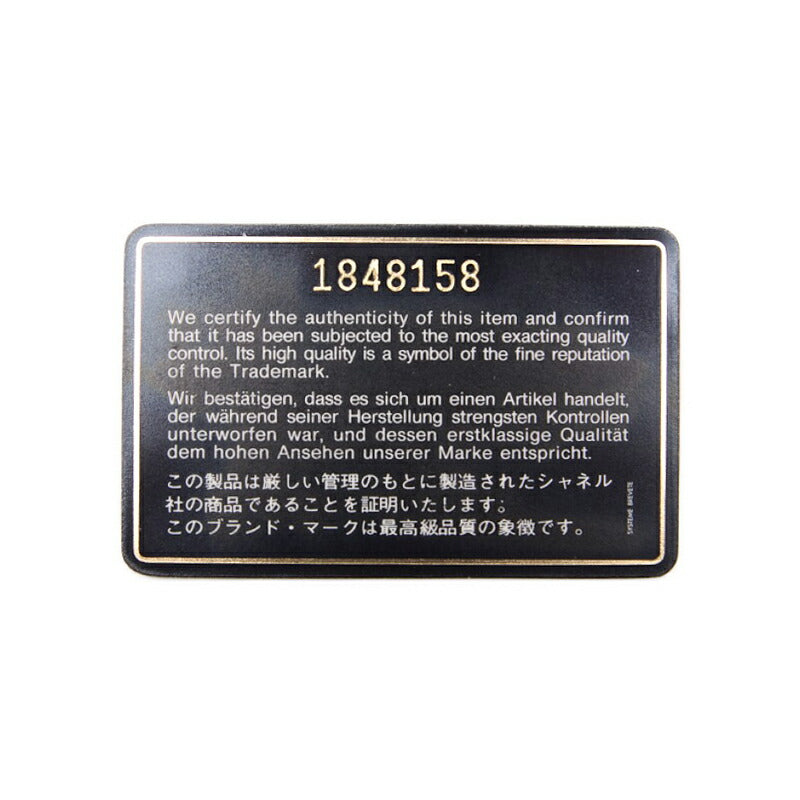 1848158
We certify the authenticity of this item and confirm
that it has been subjected to the most exacting quality
control. Its high quality is a symbol of the fine reputation
of the Trademark.
Wir bestätigen, dass es sich um einen Artikel handelt,
der während seiner Herstellung strengsten Kontrollen
unterworfen war, und dessen erstklassige Qualität
dem hohen Ansehen unserer Marke entspricht.
この製品は厳しい管理のもとに製造されたシャネル
社の商品であることを証明いたします。
このブランド・マークは最高級品質の象徴です。
SYSTEME BREVETE